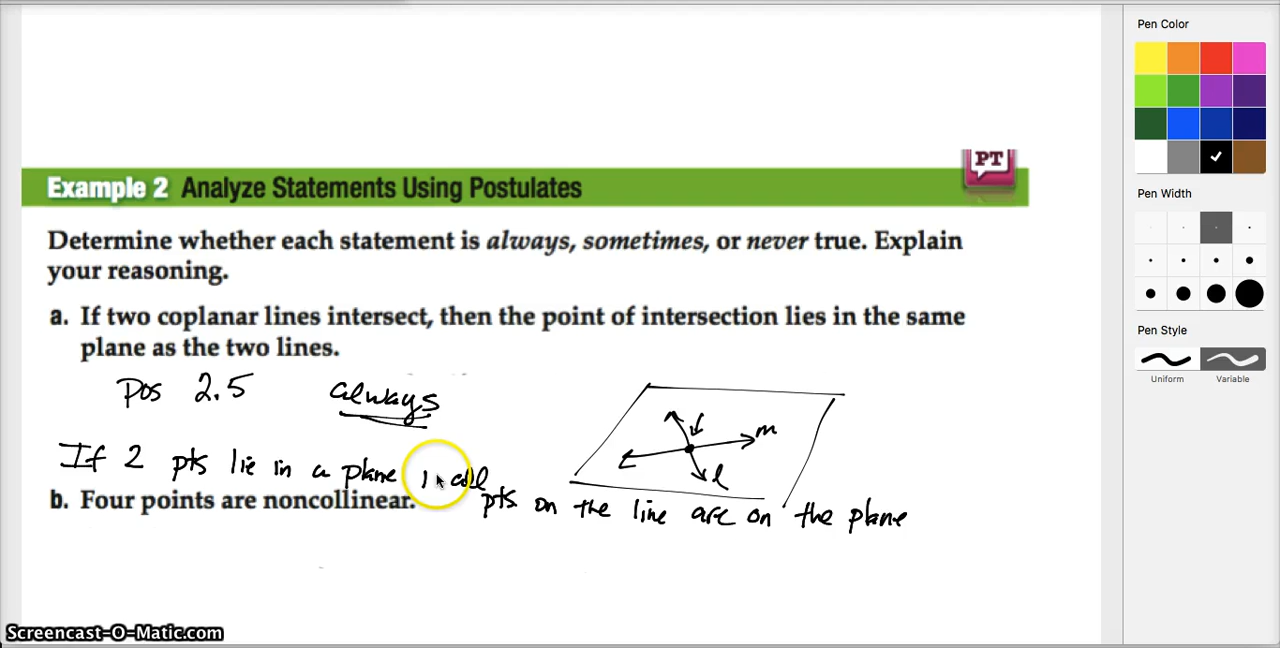 Pen Color
PT
Example 2 Analyze Statements Using Postulates
Determine whether each statement is always, sometimes, or never true. Explain
your reasoning.
a. If two coplanar lines intersect, then the point of intersection lies in the same
plane as the two lines.
Pos 2.5 always
m
l
If 2 pts lie in a plane, all
pts on the line are on the plane
b. Four points are noncollinear.
Pen Width
Pen Style
Uniform Variable
Screencast-O-Matic.com